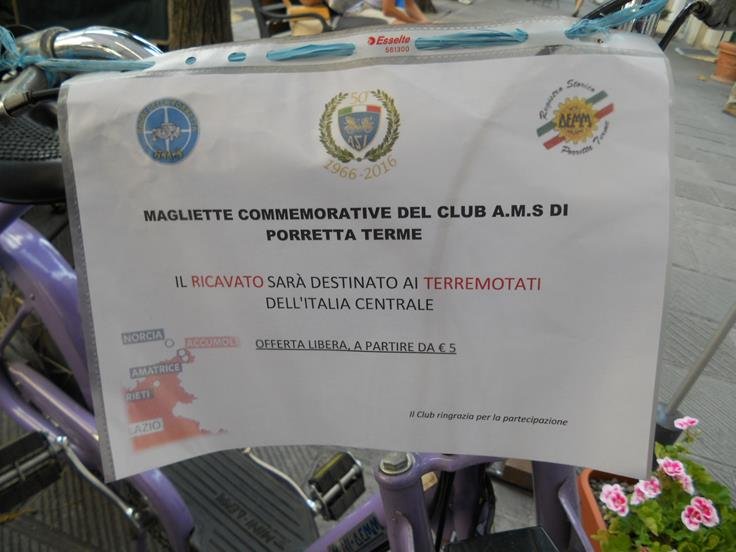 Esselte
561300
50°
ASI
1966-2016
Registro Storico
DEMM
Porretta Terme
MAGLIETTE COMMEMORATIVE DEL CLUB A.M.S DI
PORRETTA TERME
IL RICAVATO SARÀ DESTINATO AI TERREMOTATI
DELL'ITALIA CENTRALE
NORCIA
ACCUMOLI
AMATRICE
RIETI
LAZIO
OFFERTA LIBERA, A PARTIRE DA € 5
Il Club ringrazia per la partecipazione